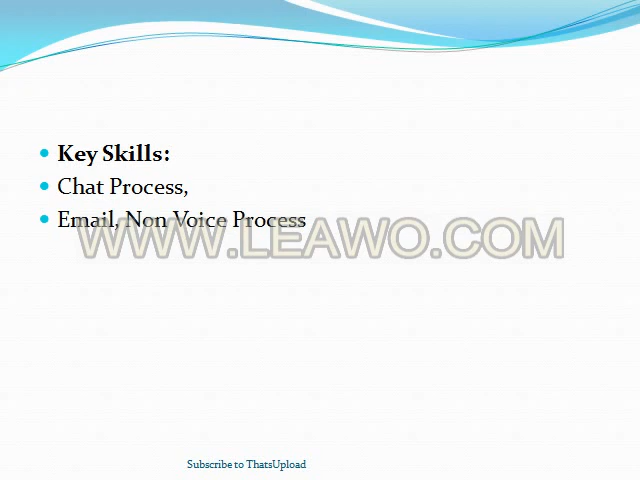 Key Skills:
Chat Process,
Email, Non Voice Process
WWW.LEAWO.COM
Subscribe to ThatsUpload